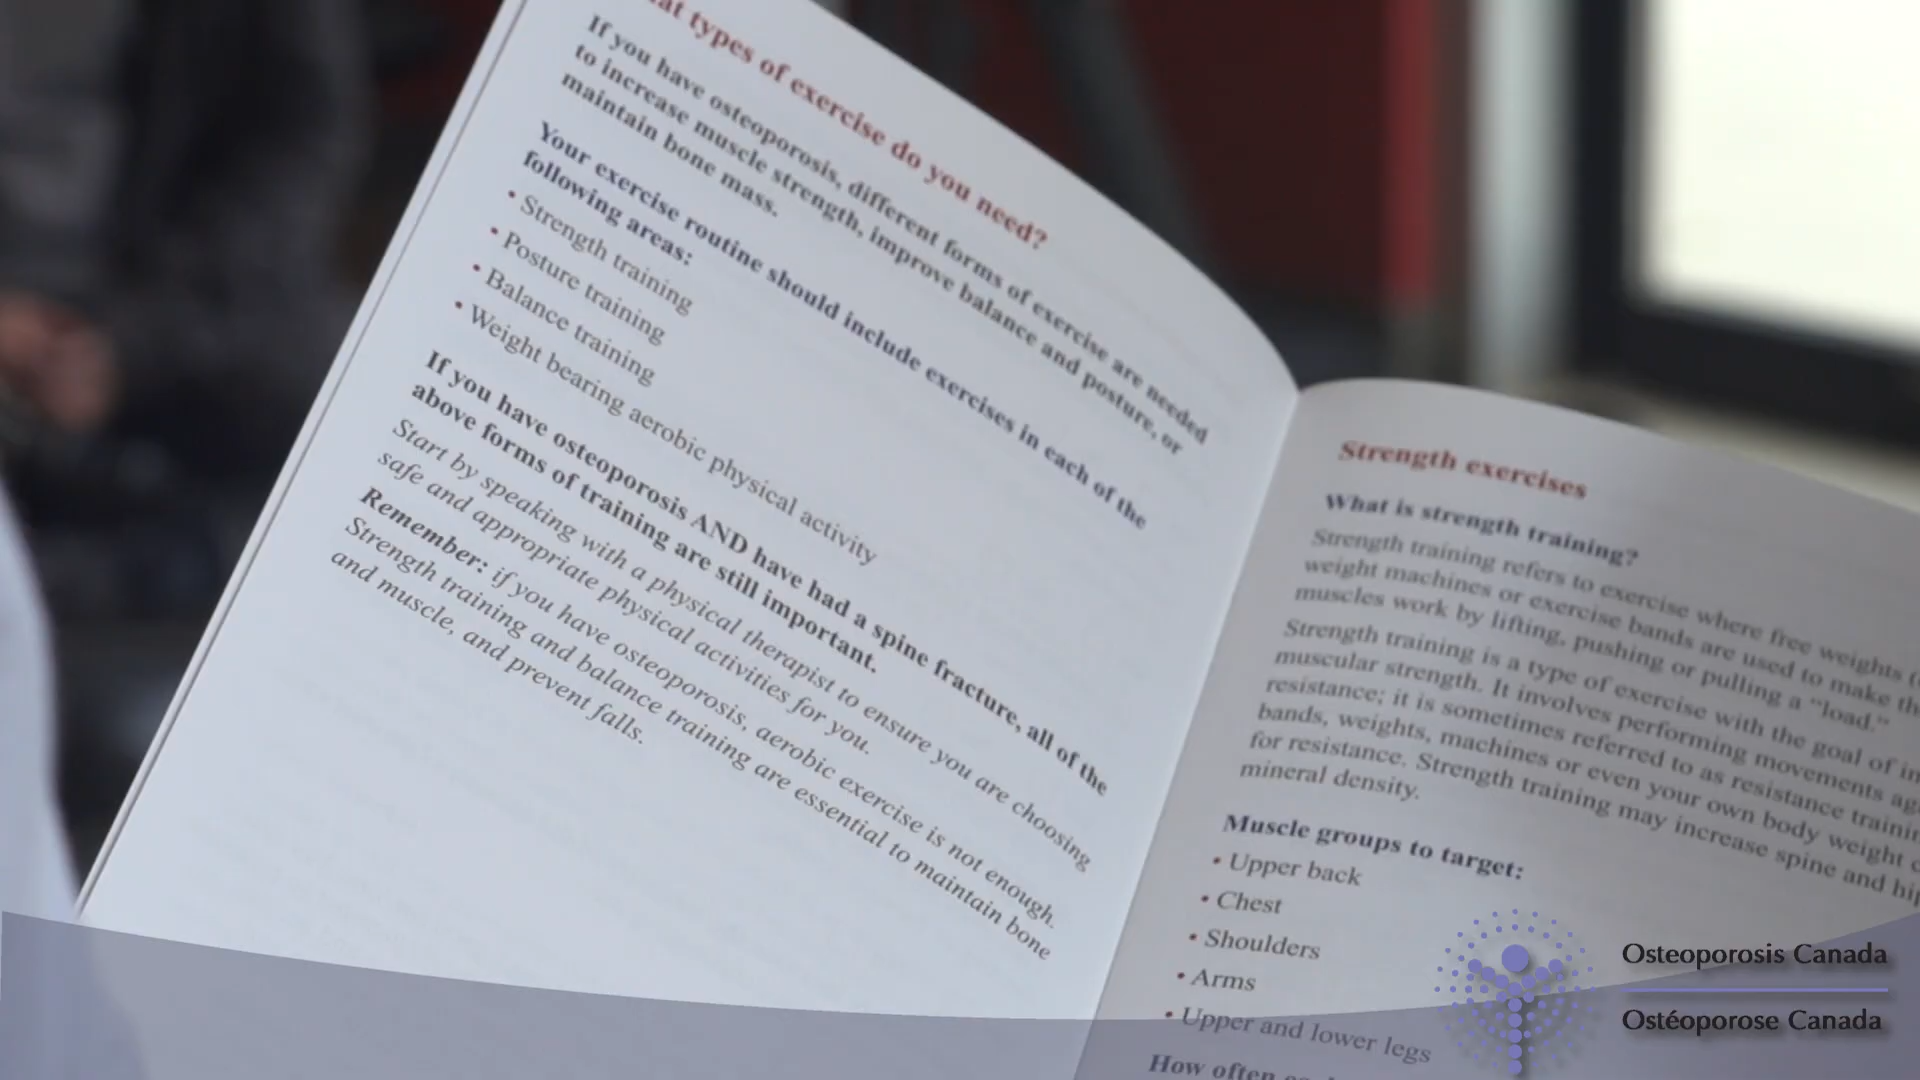 types of exercise do you need?
If you have osteoporosis, different forms of exercise are needed
to increase muscle strength, improve balance and posture, or
maintain bone mass.
Your exercise routine should include exercises in each of the
following areas:
• Strength training
• Posture training
• Balance training
• Weight bearing aerobic physical activity
If you have osteoporosis AND have had a spine fracture, all of the
above forms of training are still important.
Start by speaking with a physical therapist to ensure you are choosing
safe and appropriate physical activities for you.
Remember: if you have osteoporosis, aerobic exercise is not enough.
Strength training and balance training are essential to maintain bone
and muscle, and prevent falls.
Strength exercises
What is strength training?
Strength training refers to exercise where free weights
weight machines or exercise bands are used to make
muscles work by lifting, pushing or pulling a “load.”
Strength training is a type of exercise with the goal of
muscular strength. It involves performing movements
resistance; it is sometimes referred to as resistance
bands, weights, machines or even your own body weight
for resistance. Strength training may increase spine and
mineral density.
Muscle groups to target:
• Upper back
• Chest
• Shoulders
• Arms
• Upper and lower legs
How often
Osteoporosis Canada
Ostéoporose Canada